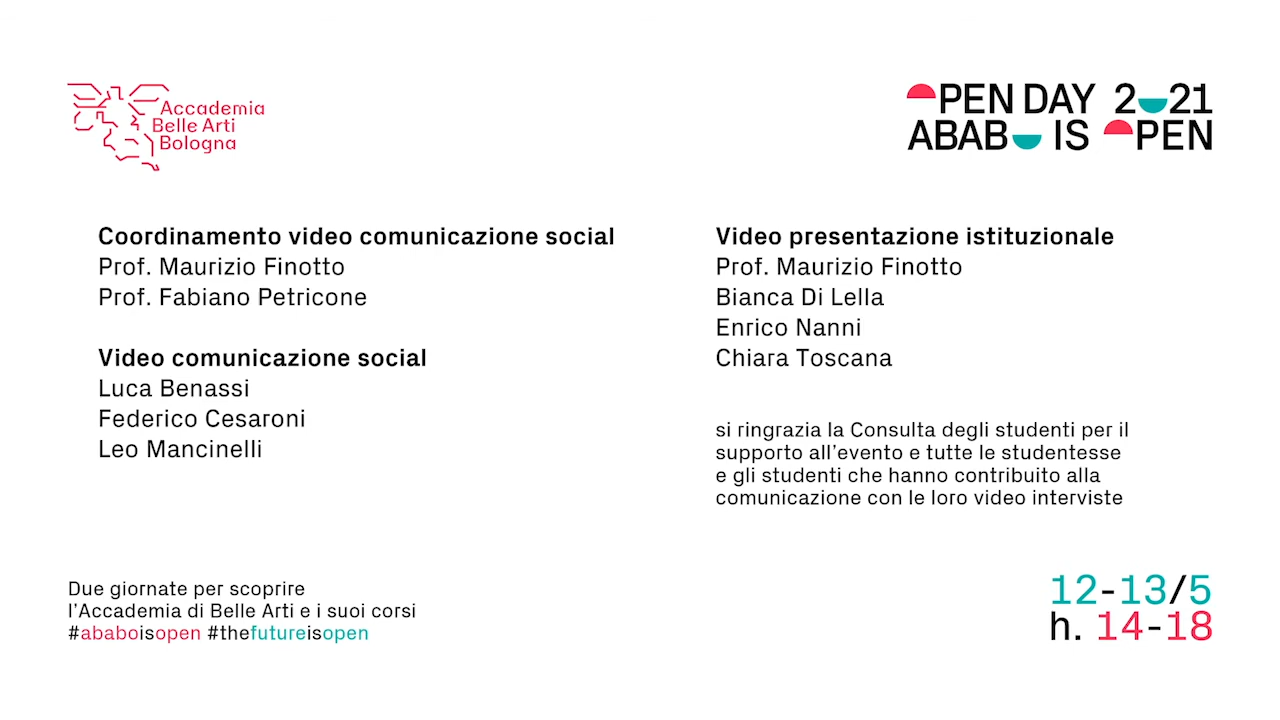 Accademia
Belle Arti
Bologna
OPEN DAY 2021
ABABO IS OPEN
Coordinamento video comunicazione social
Prof. Maurizio Finotto
Prof. Fabiano Petricone
Video comunicazione social
Luca Benassi
Federico Cesaroni
Leo Mancinelli
Video presentazione istituzionale
Prof. Maurizio Finotto
Bianca Di Lella
Enrico Nanni
Chiara Toscana
si ringrazia la Consulta degli studenti per il
supporto all’evento e tutte le studentesse
e gli studenti che hanno contribuito alla
comunicazione con le loro video interviste
Due giornate per scoprire
l’Accademia di Belle Arti e i suoi corsi
#ababoisopen #thefutureisopen
12-13/5
h. 14-18